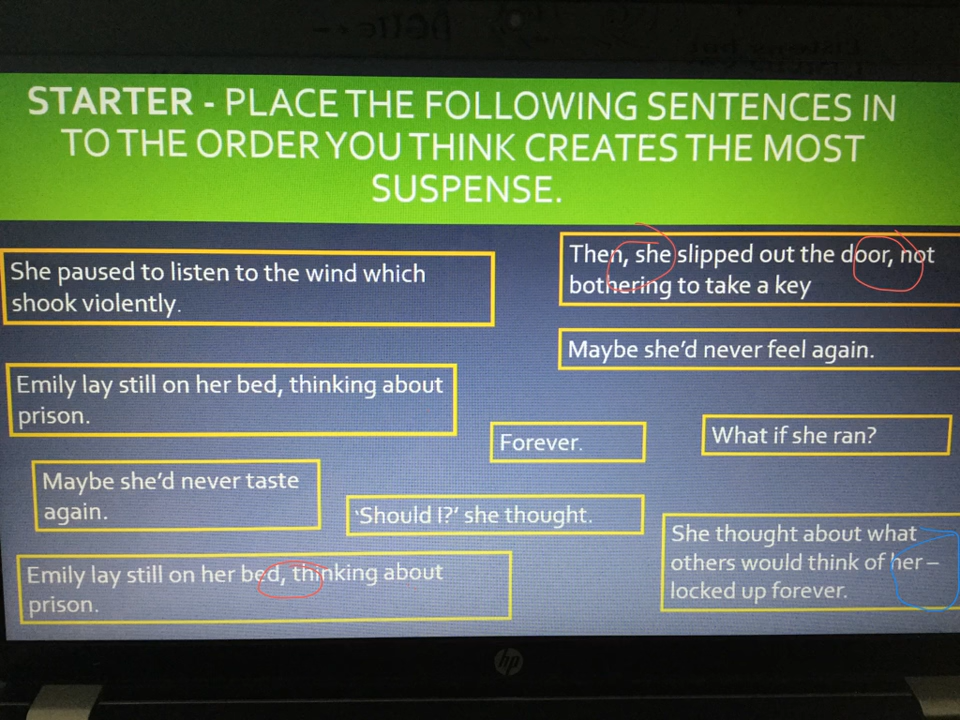 STARTER - PLACE THE FOLLOWING SENTENCES IN
TO THE ORDER YOU THINK CREATES THE MOST
SUSPENSE.
She paused to listen to the wind which
shook violently.
Then, she slipped out the door, not
bothering to take a key
Maybe she'd never feel again.
Emily lay still on her bed, thinking about
prison.
Forever.
What if she ran?
Maybe she'd never taste
again.
'Should I?' she thought.
She thought about what
others would think of her –
locked up forever.
Emily lay still on her bed, thinking about
prison.
hp